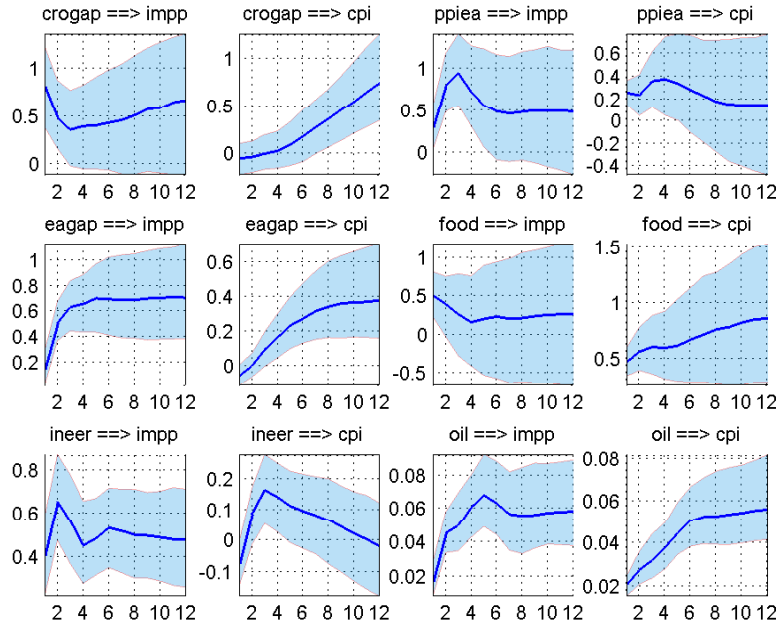 crogap ==> impp
crogap ==> cpi
ppiea ==> impp
ppiea ==> cpi
1
0.5
0
1
0.5
0
1
0.5
0
0.6
0.4
0.2
0
-0.2
-0.4
2 4 6 8 10 12
2 4 6 8 10 12
2 4 6 8 10 12
2 4 6 8 10 12
eagap ==> impp
eagap ==> cpi
food ==> impp
food ==> cpi
1
0.8
0.6
0.4
0.2
0.6
0.4
0.2
0
1
0.5
0
-0.5
1.5
1
0.5
2 4 6 8 10 12
2 4 6 8 10 12
2 4 6 8 10 12
2 4 6 8 10 12
ineer ==> impp
ineer ==> cpi
oil ==> impp
oil ==> cpi
0.8
0.6
0.4
0.2
0.1
0
-0.1
0.08
0.06
0.04
0.02
0.08
0.06
0.04
0.02
2 4 6 8 10 12
2 4 6 8 10 12
2 4 6 8 10 12
2 4 6 8 10 12